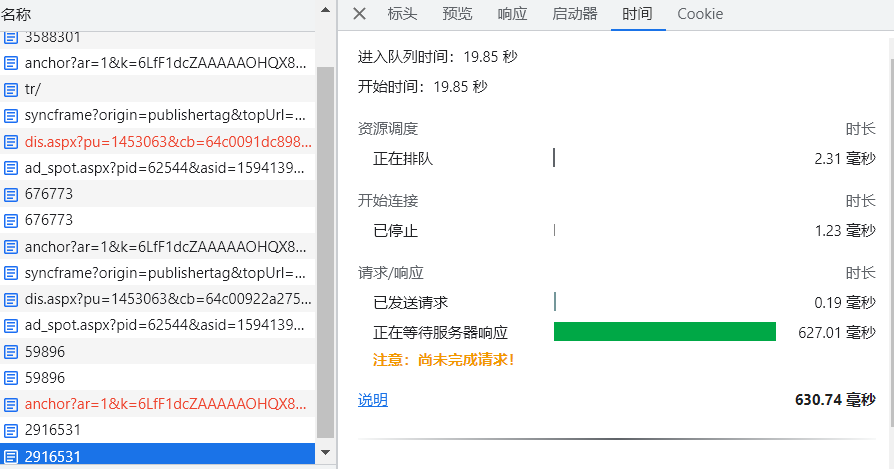 名称
3588301
anchor?ar=1&k=6LfF1dcZAAAAAOHQX8...
tr/
syncframe?origin=publishertag&topUrl=...
dis.aspx?pu=1453063&cb=64c0091dc898...
ad_spot.aspx?pid=62544&asid=1594139...
676773
676773
anchor?ar=1&k=6LfF1dcZAAAAAOHQX8...
syncframe?origin=publishertag&topUrl=...
dis.aspx?pu=1453063&cb=64c00922a275...
ad_spot.aspx?pid=62544&asid=1594139...
59896
59896
anchor?ar=1&k=6LfF1dcZAAAAAOHQX8...
2916531
2916531
标头 预览 响应 启动器 时间 Cookie
进入队列时间：19.85 秒
开始时间：19.85 秒
资源调度 时长
正在排队 2.31 毫秒
开始连接 时长
已停止 1.23 毫秒
请求/响应 时长
已发送请求 0.19 毫秒
正在等待服务器响应 627.01 毫秒
注意：尚未完成请求！
说明 630.74 毫秒